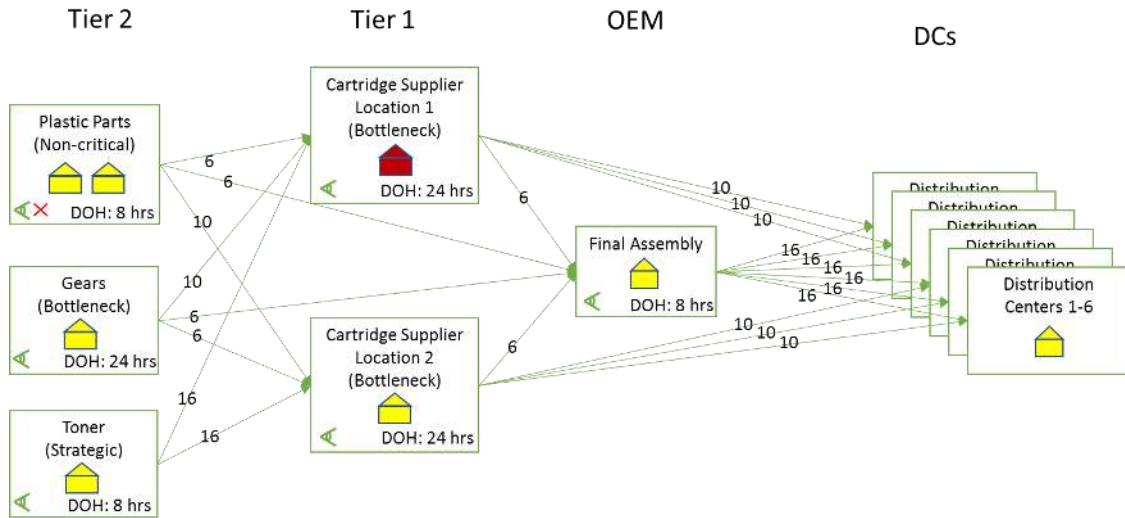 Tier 2
Tier 1
OEM
DCs
Plastic Parts
(Non-critical)
DOH: 8 hrs
Gears
(Bottleneck)
DOH: 24 hrs
Toner
(Strategic)
DOH: 8 hrs
Cartridge Supplier
Location 1
(Bottleneck)
DOH: 24 hrs
Cartridge Supplier
Location 2
(Bottleneck)
DOH: 24 hrs
Final Assembly
DOH: 8 hrs
Distribution
Distribution
Distribution
Distribution
Distribution
Distribution
Centers 1-6
6
6
10
10
6
6
16
16
6
6
10
10
10
16
16
16
16
16
16
10
10
10